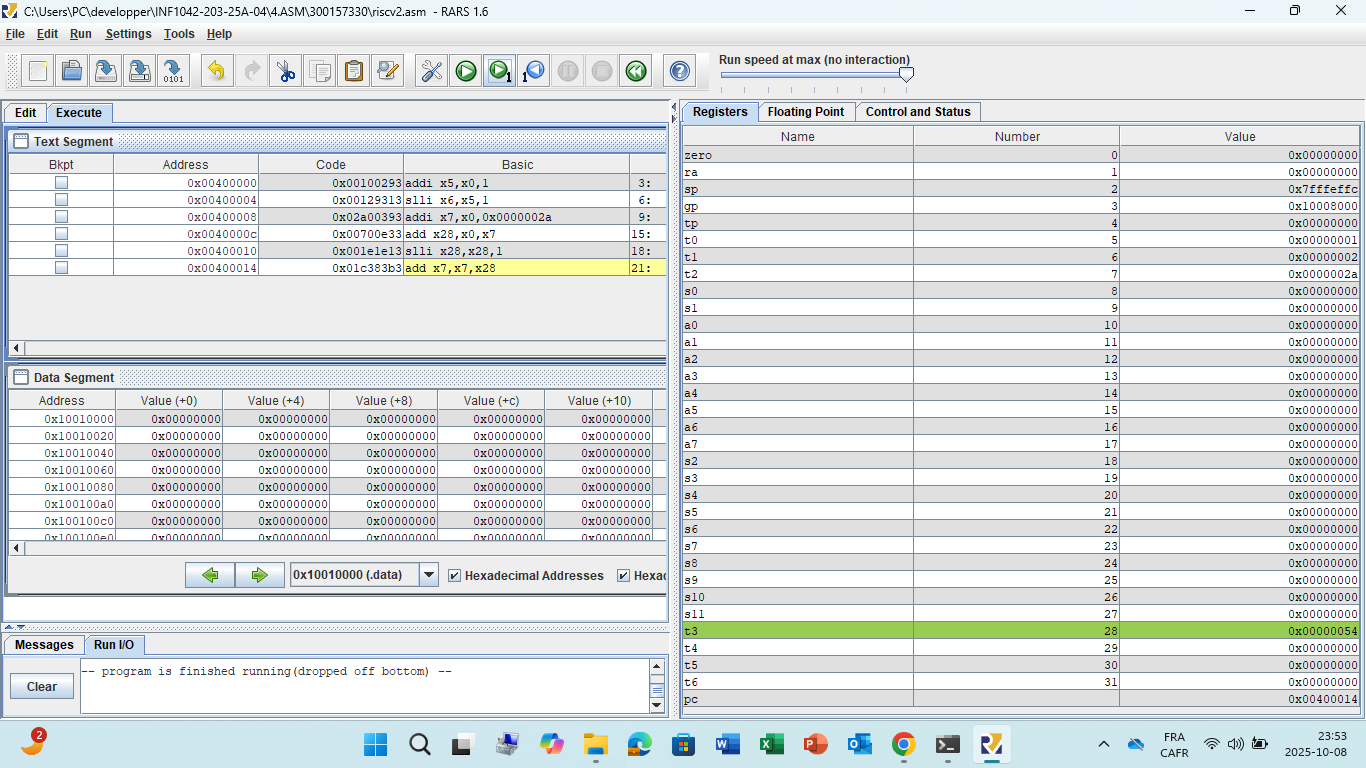 C:\Users\PC\developper\INF1042-203-25A-04\4.ASM\300157330\riscv2.asm - RARS 1.6
File Edit Run Settings Tools Help
Run speed at max (no interaction)
Edit Execute
Text Segment
Bkpt Address Code Basic
0x00400000 0x00100293 addi x5,x0,1 3:
0x00400004 0x00129313 slli x6,x5,1 6:
0x00400008 0x02a00393 addi x7,x0,0x0000002a 9:
0x0040000c 0x00700e33 add x28,x0,x7 15:
0x00400010 0x001e1e13 slli x28,x28,1 18:
0x00400014 0x01c383b3 add x7,x7,x28 21:
Data Segment
Address Value (+0) Value (+4) Value (+8) Value (+c) Value (+10)
0x10010000 0x00000000 0x00000000 0x00000000 0x00000000 0x00000000
0x10010020 0x00000000 0x00000000 0x00000000 0x00000000 0x00000000
0x10010040 0x00000000 0x00000000 0x00000000 0x00000000 0x00000000
0x10010060 0x00000000 0x00000000 0x00000000 0x00000000 0x00000000
0x10010080 0x00000000 0x00000000 0x00000000 0x00000000 0x00000000
0x100100a0 0x00000000 0x00000000 0x00000000 0x00000000 0x00000000
0x100100c0 0x00000000 0x00000000 0x00000000 0x00000000 0x00000000
0x100100e0 0x00000000 0x00000000 0x00000000 0x00000000 0x00000000
0x10010000 (.data) Hexadecimal Addresses Hexad
Messages Run I/O
-- program is finished running(dropped off bottom) --
Clear
Registers Floating Point Control and Status
Name Number Value
zero 0 0x00000000
ra 1 0x00000000
sp 2 0x7fffeffc
gp 3 0x10008000
tp 4 0x00000000
t0 5 0x00000001
t1 6 0x00000002
t2 7 0x0000002a
s0 8 0x00000000
s1 9 0x00000000
a0 10 0x00000000
a1 11 0x00000000
a2 12 0x00000000
a3 13 0x00000000
a4 14 0x00000000
a5 15 0x00000000
a6 16 0x00000000
a7 17 0x00000000
s2 18 0x00000000
s3 19 0x00000000
s4 20 0x00000000
s5 21 0x00000000
s6 22 0x00000000
s7 23 0x00000000
s8 24 0x00000000
s9 25 0x00000000
s10 26 0x00000000
s11 27 0x00000000
t3 28 0x00000054
t4 29 0x00000000
t5 30 0x00000000
t6 31 0x00000000
pc 0x00400014
2
FRA
CAFR
23:53
2025-10-08